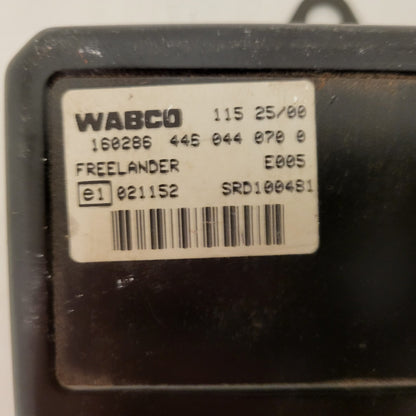 WABCO 115 25/00
160286 446 044 070 0
FREELANDER E005
e1 021152 SRD100481